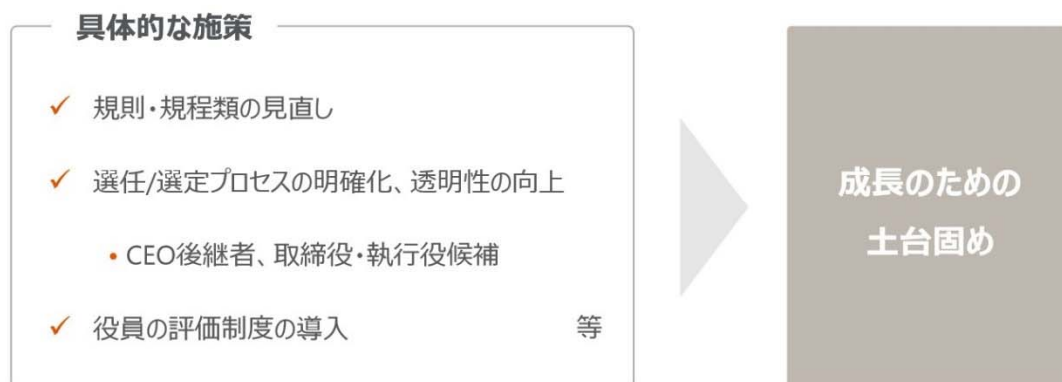 具体的な施策
✓ 規則・規程類の見直し
✓ 選任/選定プロセスの明確化、透明性の向上
• CEO後継者、取締役・執行役候補
✓ 役員の評価制度の導入 等
成長のための
土台固め